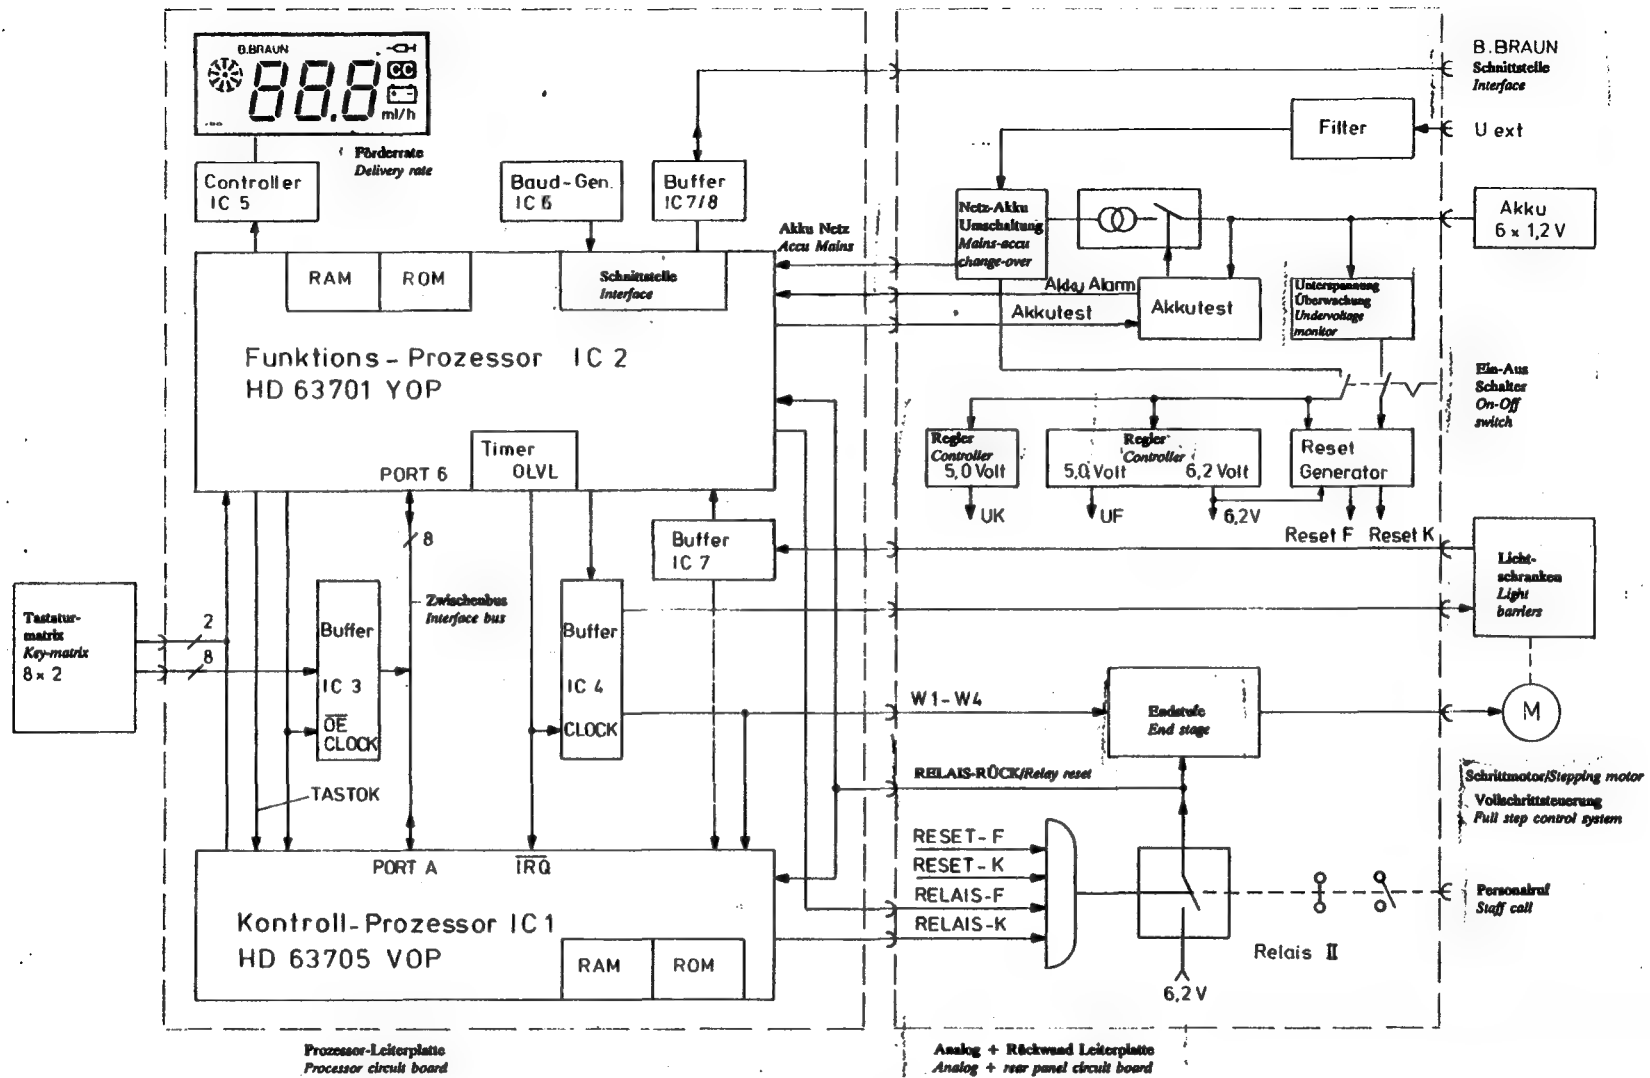 B.BRAUN
88.8
CC
ml/h
Förderrate
Delivery rate
Controller
IC 5
Baud-Gen.
IC 6
Buffer
IC 7/8
RAM
ROM
Schnittstelle
Interface
Funktions-Prozessor IC 2
HD 63701 YOP
Timer
OLVL
PORT 6
8
Buffer
IC 7
Tastatur-
matrix
Key-matrix
8 x 2
2
8
Buffer
IC 3
OE
CLOCK
Zwischenbus
Interface bus
Buffer
IC 4
CLOCK
TASTOK
PORT A
IRQ
Kontroll-Prozessor IC 1
HD 63705 VOP
RAM
ROM
Prozessor-Leiterplatte
Processor circuit board
B.BRAUN
Schnittstelle
Interface
Filter
U ext
Netz-Akku
Umschaltung
Mains-accu
change-over
Akku
6 x 1,2 V
Akku Netz
Accu Mains
Akku Alarm
Akkutest
Akkutest
Unterspannung
Überwachung
Undervoltage
monitor
Ein-Aus
Schalter
On-Off
switch
Regler
Controller
5,0 Volt
Regler
Controller
5,0 Volt 6,2 Volt
Reset
Generator
UK
UF
6,2V
Reset F Reset K
Licht-
schranken
Light
barriers
W1-W4
Endstufe
End stage
M
Schrittmotor/Stepping motor
Vollschrittsteuerung
Full step control system
RELAIS-RÜCK/Relay reset
RESET-F
RESET-K
RELAIS-F
RELAIS-K
Relais II
6,2 V
Personalruf
Staff call
Analog + Rückwand Leiterplatte
Analog + rear panel circuit board